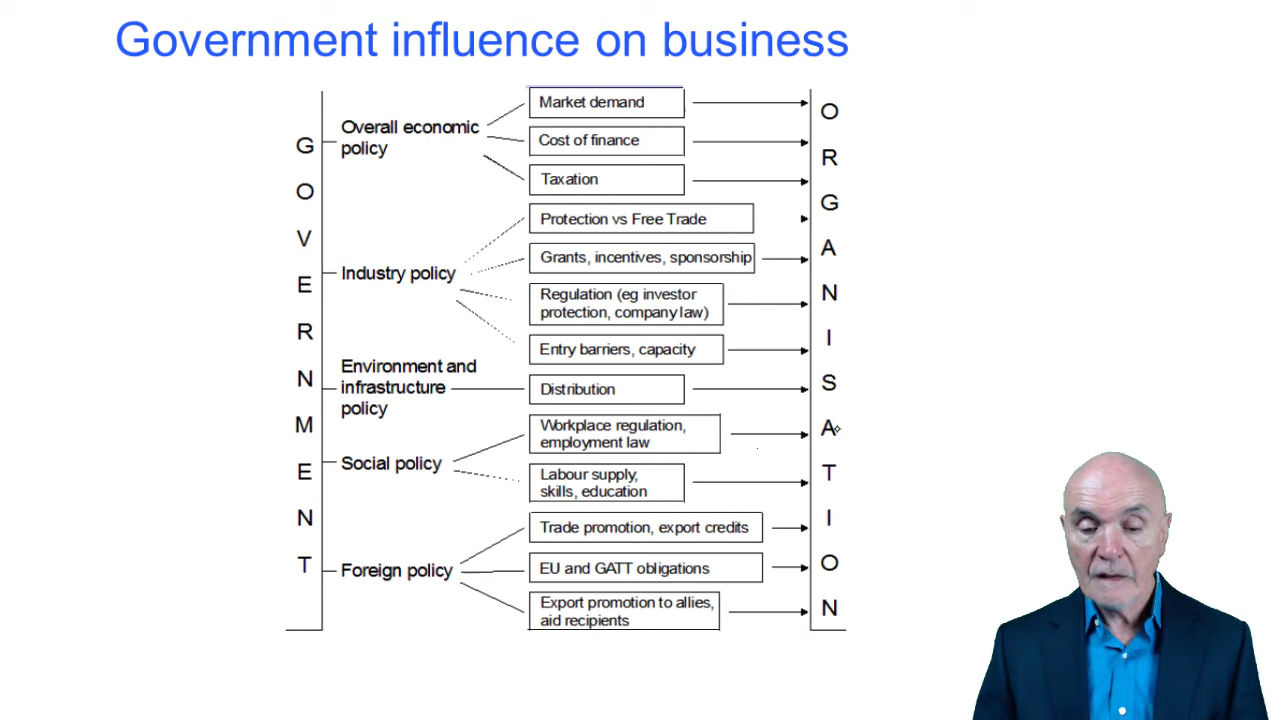 Government influence on business
GOVERNMENT
Overall economic
policy
Market demand
Cost of finance
Taxation
Industry policy
Protection vs Free Trade
Grants, incentives, sponsorship
Regulation (eg investor
protection, company law)
Entry barriers, capacity
Environment and
infrastructure
policy
Distribution
Social policy
Workplace regulation,
employment law
Labour supply,
skills, education
Foreign policy
Trade promotion, export credits
EU and GATT obligations
Export promotion to allies,
aid recipients
ORGANISATION